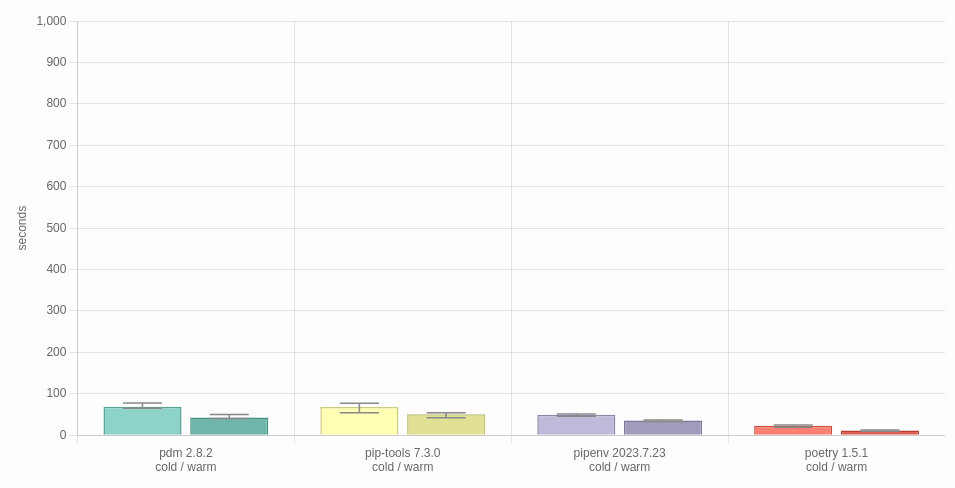 1,000
900
800
700
600
500
400
300
200
100
0
seconds
pdm 2.8.2
cold / warm
pip-tools 7.3.0
cold / warm
pipenv 2023.7.23
cold / warm
poetry 1.5.1
cold / warm